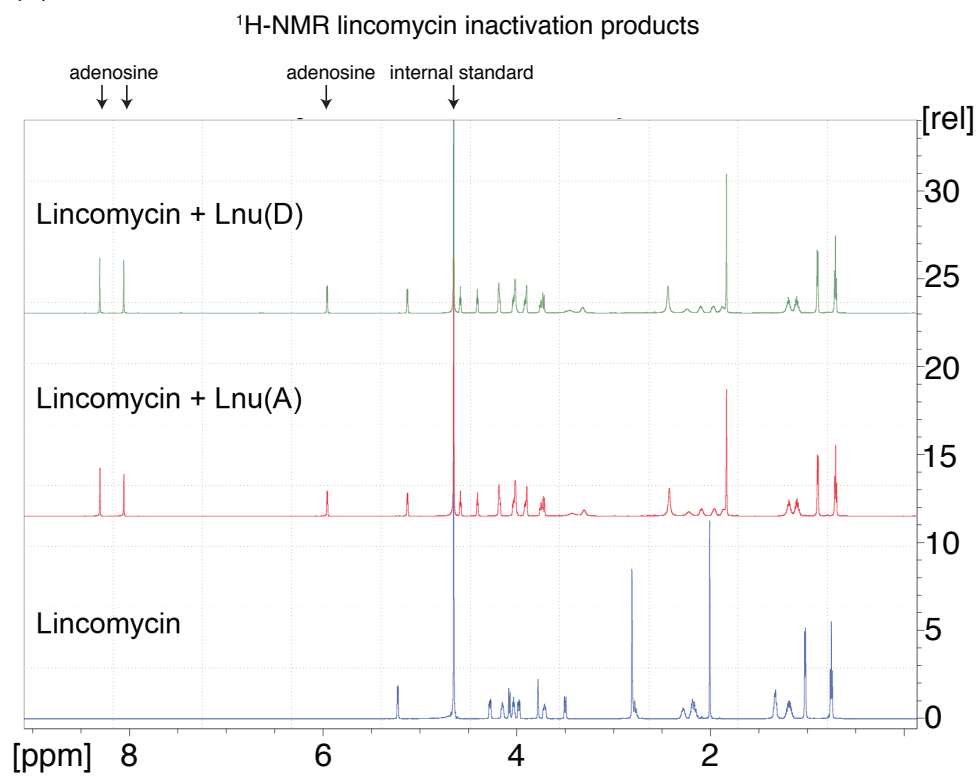 ¹H-NMR lincomycin inactivation products
adenosine adenosine internal standard
[rel]
30
Lincomycin + Lnu(D)
25
20
Lincomycin + Lnu(A)
15
10
Lincomycin
5
0
[ppm] 8 6 4 2